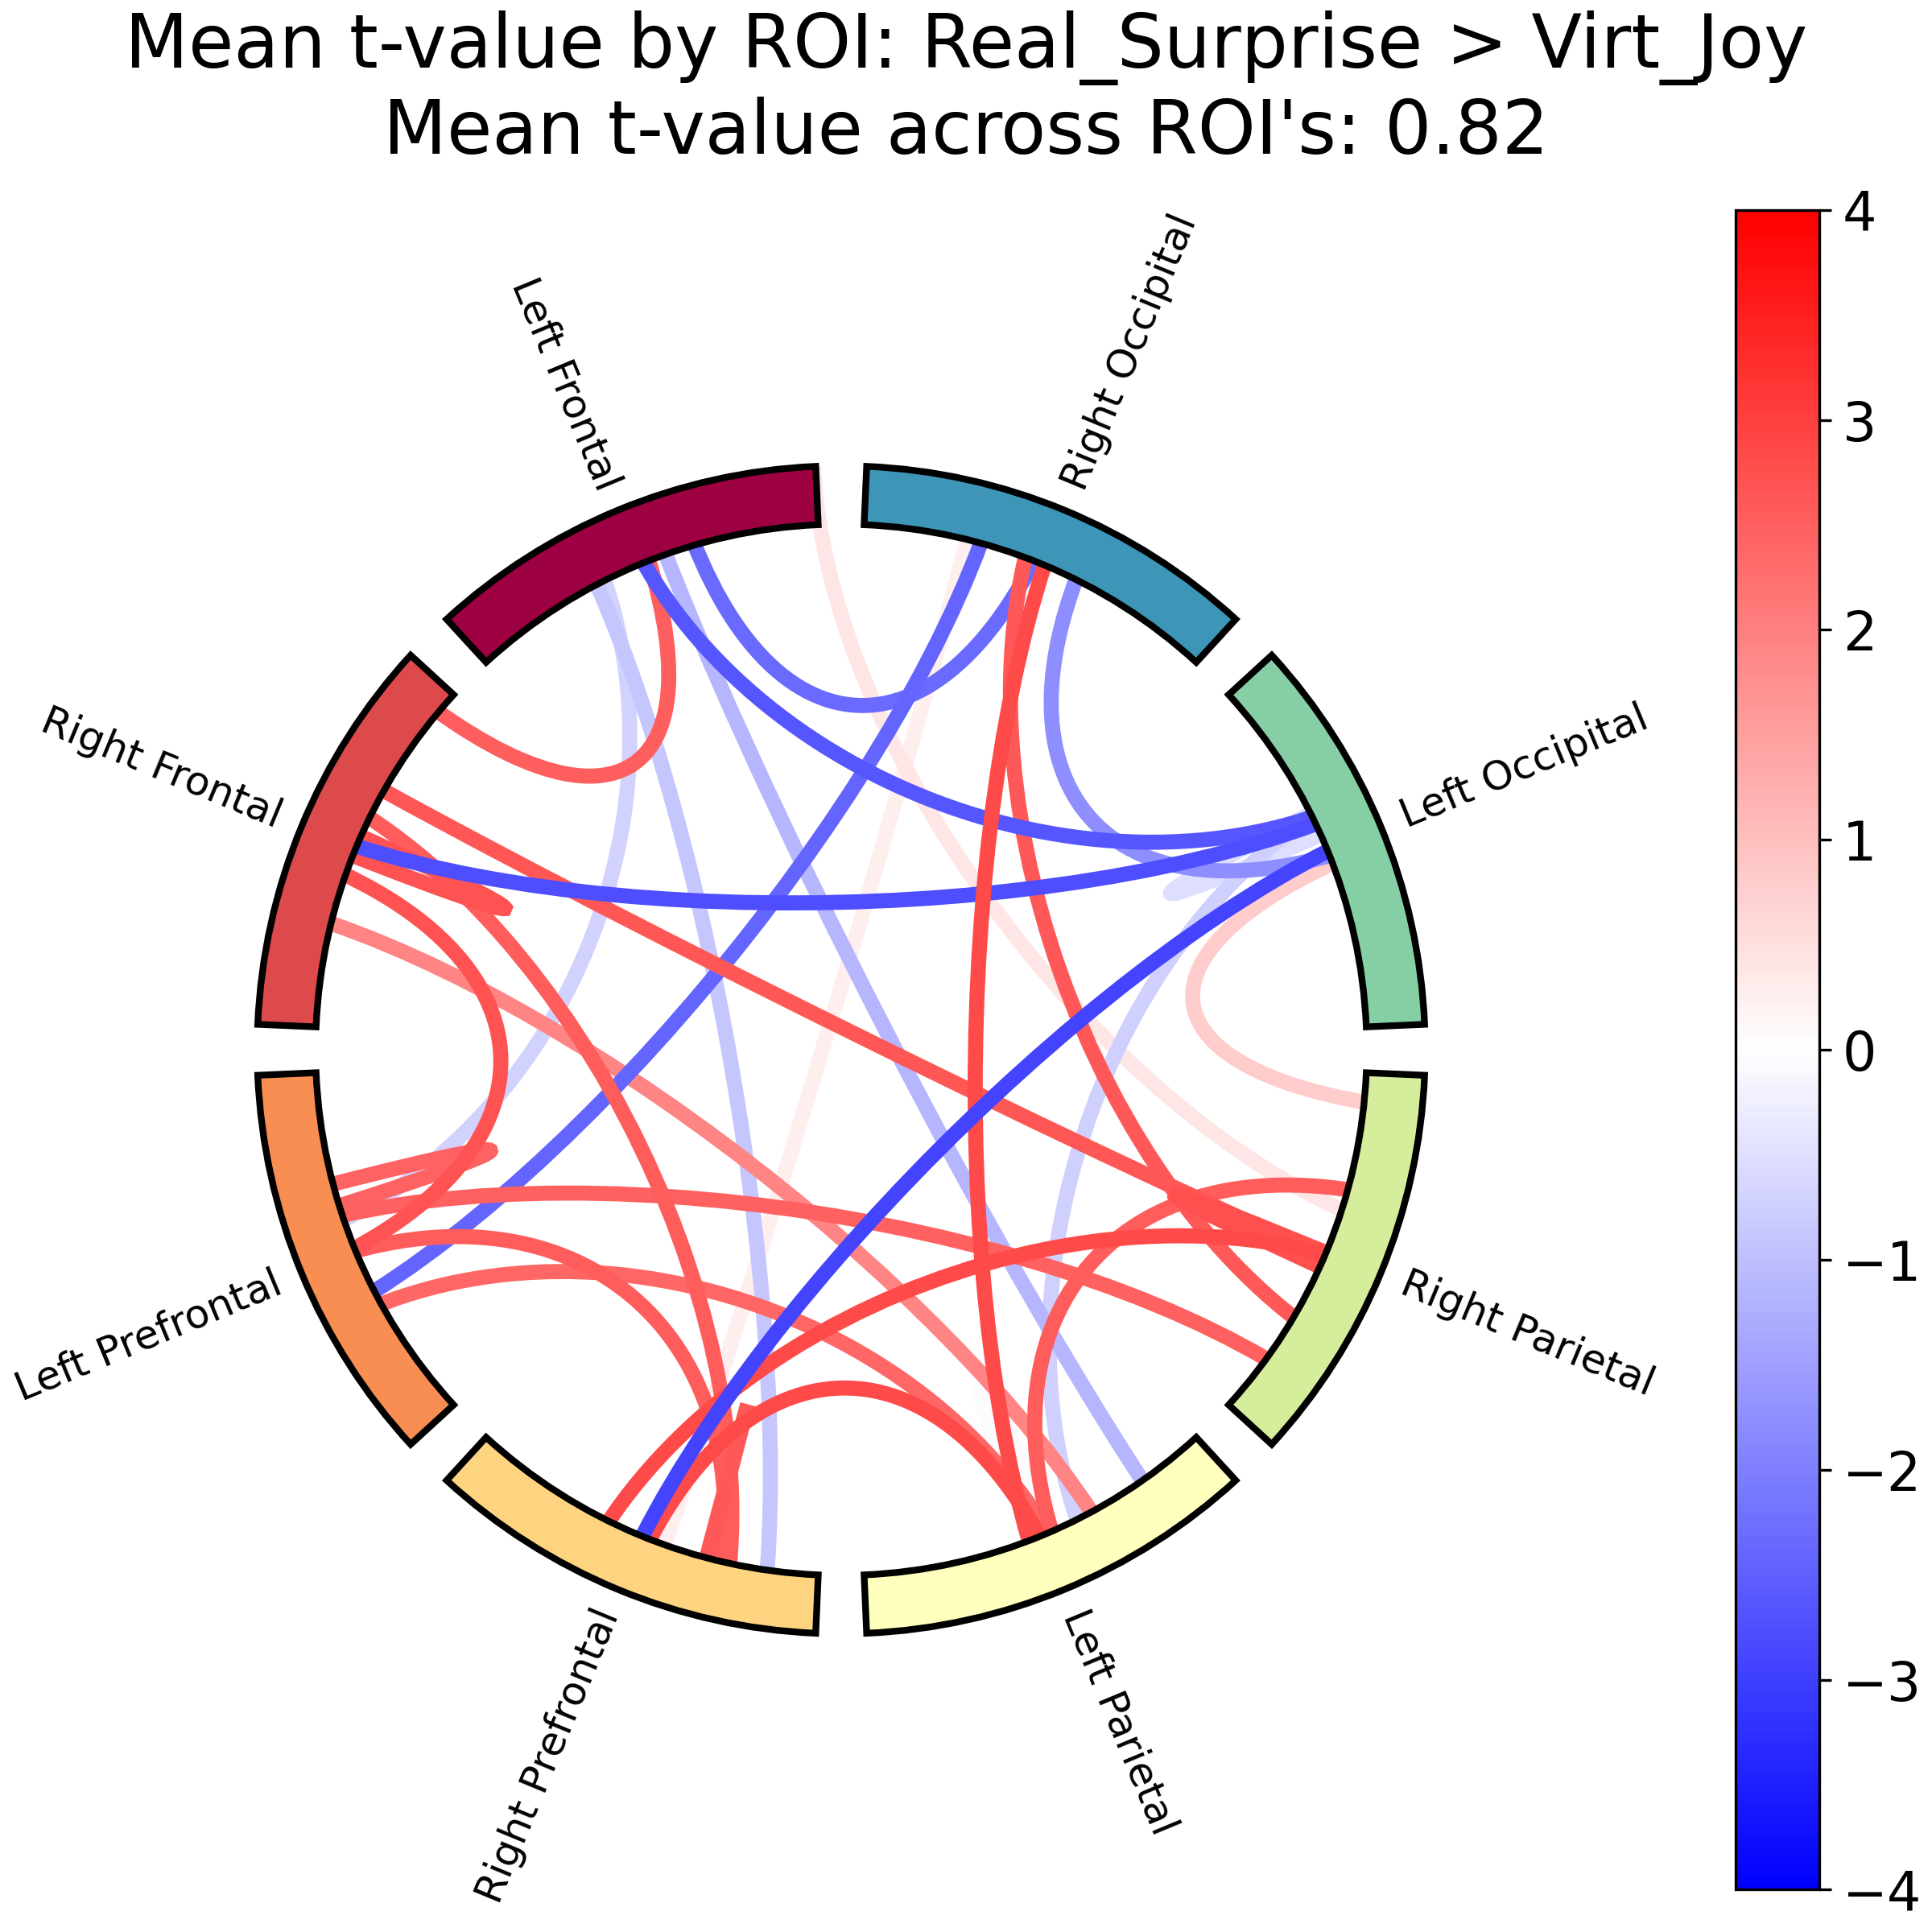 Mean t-value by ROI: Real_Surprise > Virt_Joy
Mean t-value across ROI's: 0.82
Left Frontal
Right Occipital
Right Frontal
Left Occipital
Left Prefrontal
Right Parietal
Right Prefrontal
Left Parietal
4
3
2
1
0
−1
−2
−3
−4